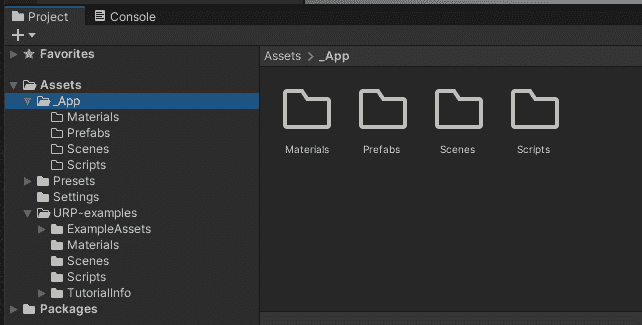 Project Console
Favorites
Assets
_App
Materials
Prefabs
Scenes
Scripts
Presets
Settings
URP-examples
ExampleAssets
Materials
Scenes
Scripts
TutorialInfo
Packages
Assets > _App
Materials Prefabs Scenes Scripts